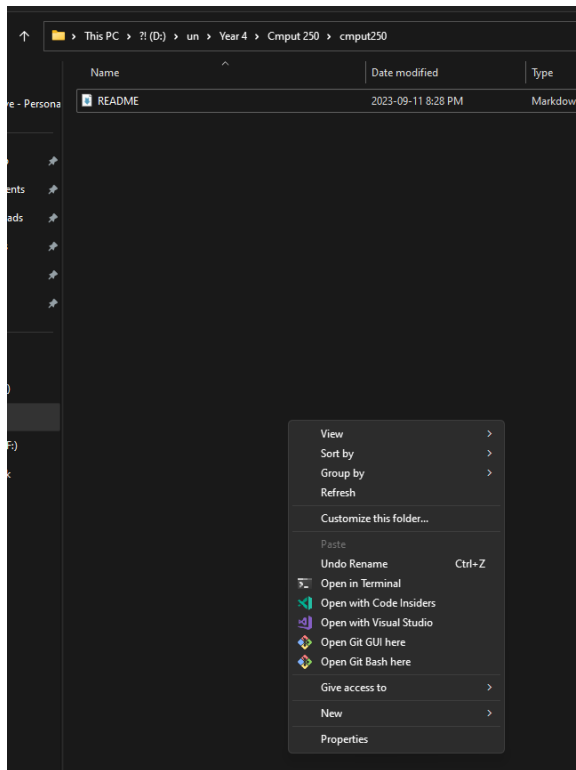 This PC > ?! (D:) > un > Year 4 > Cmput 250 > cmput250
Name Date modified Type
ve - Persona
README 2023-09-11 8:28 PM Markdow
ents
ads
)
F:)
k
View
Sort by
Group by
Refresh
Customize this folder...
Paste
Undo Rename Ctrl+Z
Open in Terminal
Open with Code Insiders
Open with Visual Studio
Open Git GUI here
Open Git Bash here
Give access to
New
Properties